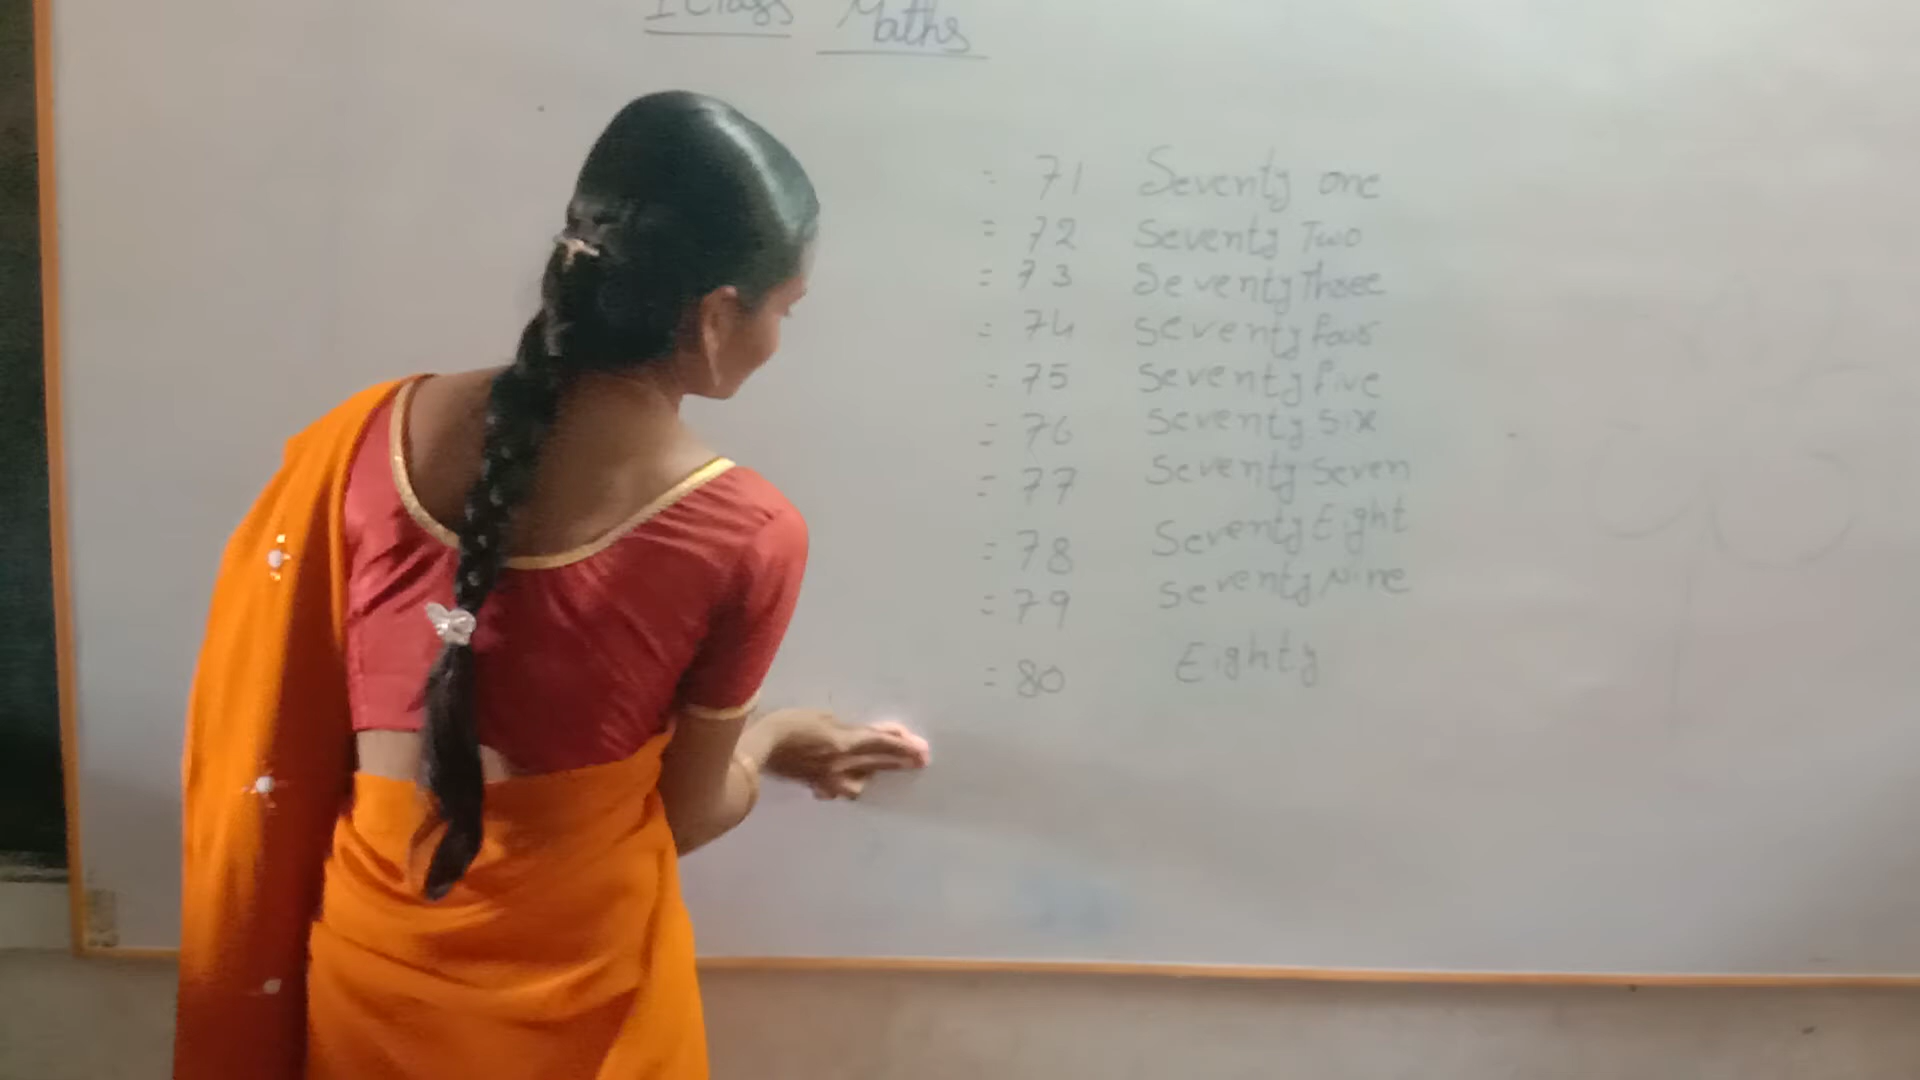 I Class Maths
= 71 Seventy one
= 72 Seventy Two
= 73 Seventy Three
= 74 Seventy four
= 75 Seventy five
= 76 Seventy six
= 77 Seventy Seven
= 78 Seventy Eight
= 79 Seventy Nine
= 80 Eighty